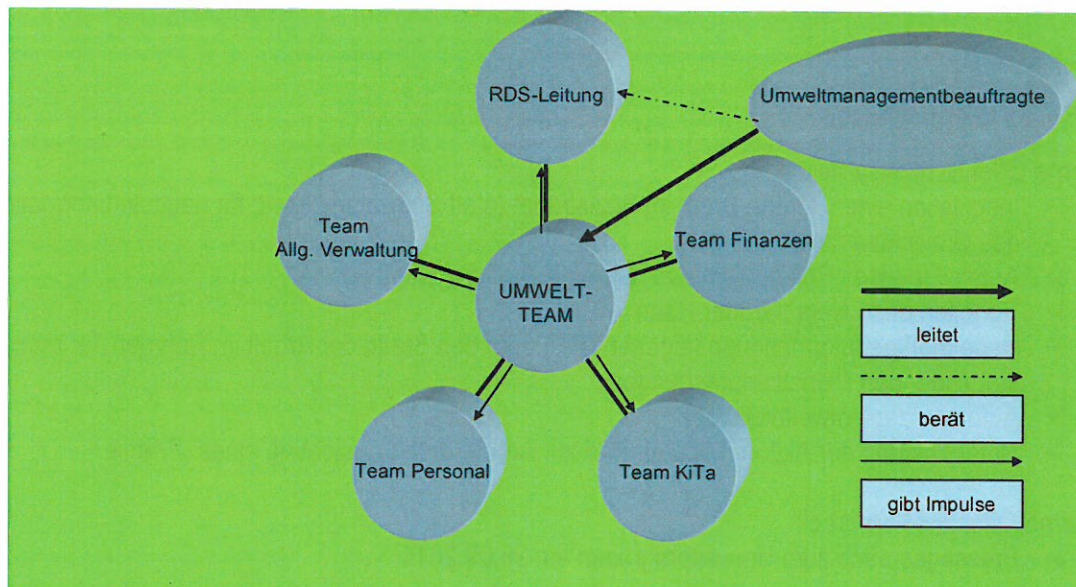 RDS-Leitung
Umweltmanagementbeauftragte
Team
Allg. Verwaltung
Team Finanzen
UMWELT-
TEAM
leitet
Team Personal
Team KiTa
berät
gibt Impulse